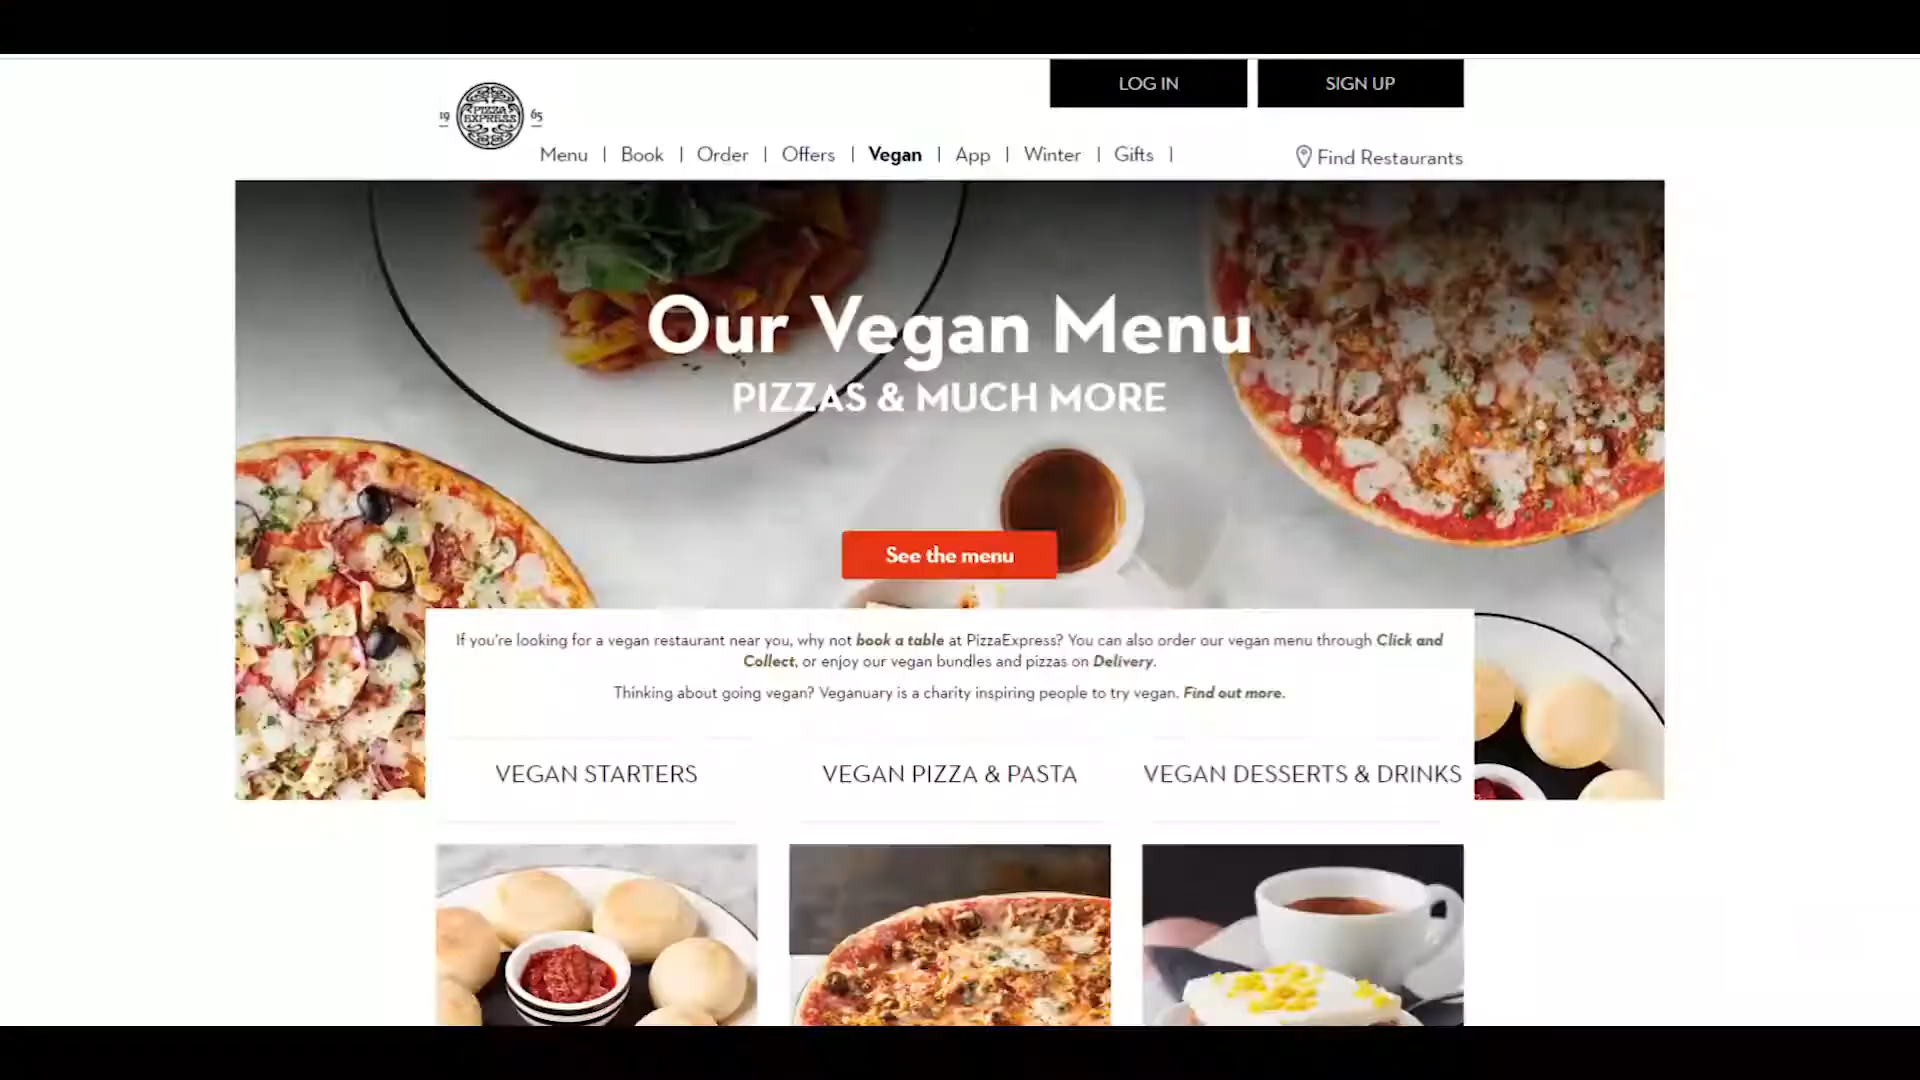 LOG IN
SIGN UP
19
PIZZA
EXPRESS
65
Menu | Book | Order | Offers | Vegan | App | Winter | Gifts |
Find Restaurants
Our Vegan Menu
PIZZAS & MUCH MORE
See the menu
If you're looking for a vegan restaurant near you, why not book a table at PizzaExpress? You can also order our vegan menu through Click and
Collect, or enjoy our vegan bundles and pizzas on Delivery.
Thinking about going vegan? Veganuary is a charity inspiring people to try vegan. Find out more.
VEGAN STARTERS
VEGAN PIZZA & PASTA
VEGAN DESSERTS & DRINKS